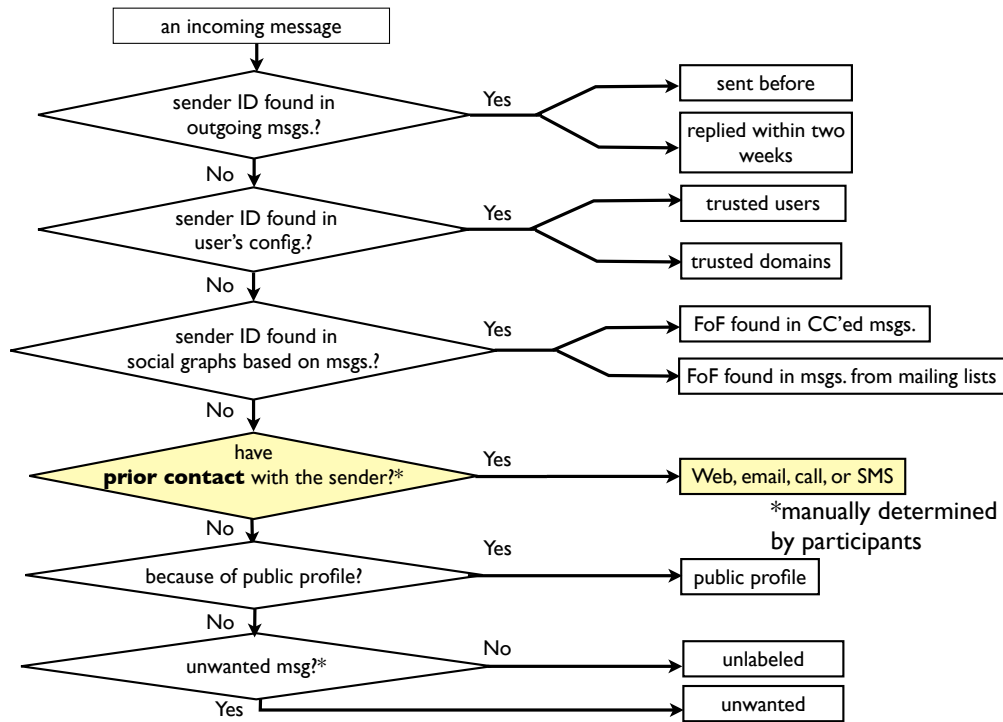 an incoming message
sender ID found in
outgoing msgs.?
Yes
sent before
replied within two
weeks
No
sender ID found in
user's config.?
Yes
trusted users
trusted domains
No
sender ID found in
social graphs based on msgs.?
Yes
FoF found in CC'ed msgs.
FoF found in msgs. from mailing lists
No
have
prior contact with the sender?*
Yes
Web, email, call, or SMS
*manually determined
by participants
No
because of public profile?
Yes
public profile
No
unwanted msg?*
No
unlabeled
Yes
unwanted